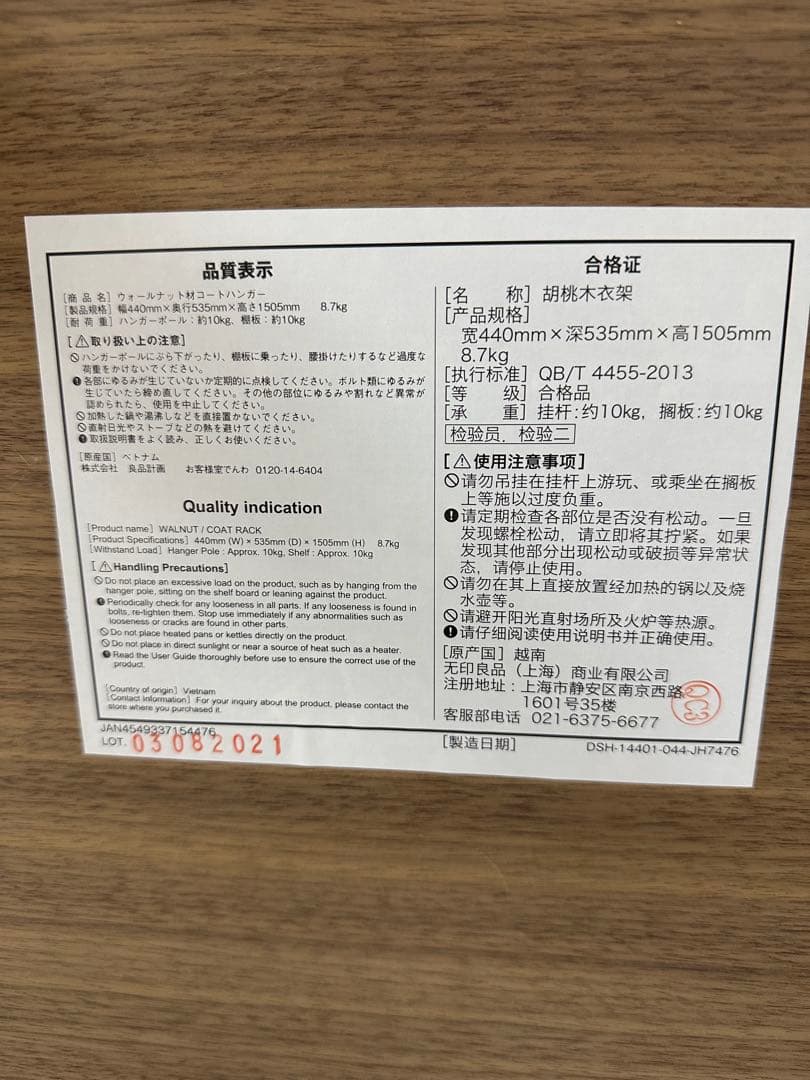 品質表示
[商 品 名] ウォールナット材コートハンガー
[製品規格] 幅440mm×奥行535mm×高さ1505mm 8.7kg
[耐 荷 重] ハンガーポール:約10kg、棚板:約10kg
[⚠取り扱い上の注意]
ハンガーポールにぶら下がったり、棚板に乗ったり、腰掛けたりするなど過度な
荷重をかけないでください。
各部にゆるみが生じていないか定期的に点検してください。ボルト類にゆるみが
生じていたら締め直してください。その他の部位にゆるみや割れなど異常が
認められたら、使用を中止してください。
加熱した鍋や湯沸しなどを直接置かないでください。
直射日光やストーブなどの熱を避けてください。
取扱説明書をよく読み、正しくお使いください。
[原産国] ベトナム
株式会社 良品計画 お客様室でんわ 0120-14-6404
Quality indication
[Product name] WALNUT / COAT RACK
[Product Specifications] 440mm (W) × 535mm (D) × 1505mm (H) 8.7kg
[Withstand Load] Hanger Pole : Approx. 10kg, Shelf : Approx. 10kg
[⚠Handling Precautions]
Do not place an excessive load on the product, such as by hanging from the
hanger pole, sitting on the shelf board or leaning against the product.
Periodically check for any looseness in all parts. If any looseness is found in
bolts, re-tighten them. Stop use immediately if any abnormalities such as
looseness or cracks are found in other parts.
Do not place heated pans or kettles directly on the product.
Do not place in direct sunlight or near a source of heat such as a heater.
Read the User Guide thoroughly before use to ensure the correct use of the
product.
[Country of origin] Vietnam
[Contact Information] For your inquiry about the product, please contact the
store where you purchased it.
JAN4549337154476
LOT. 03082021
合格证
[名 称] 胡桃木衣架
[产品规格]
宽440mm×深535mm×高1505mm
8.7kg
[执行标准] QB/T 4455-2013
[等 级] 合格品
[承 重] 挂杆:约10kg, 搁板:约10kg
检验员. 检验二
[⚠使用注意事项]
请勿吊挂在挂杆上游玩、或乘坐在搁板
上等施以过度负重。
请定期检查各部位是否没有松动。一旦
发现螺栓松动，请立即将其拧紧。如果
发现其他部分出现松动或破损等异常状
态，请停止使用。
请勿在其上直接放置经加热的锅以及烧
水壶等。
请避开阳光直射场所及火炉等热源。
请仔细阅读使用说明书并正确使用。
[原产国] 越南
无印良品（上海）商业有限公司
注册地址:上海市静安区南京西路
1601号35楼
客服部电话 021-6375-6677
[製造日期]
DSH-14401-044-JH7476